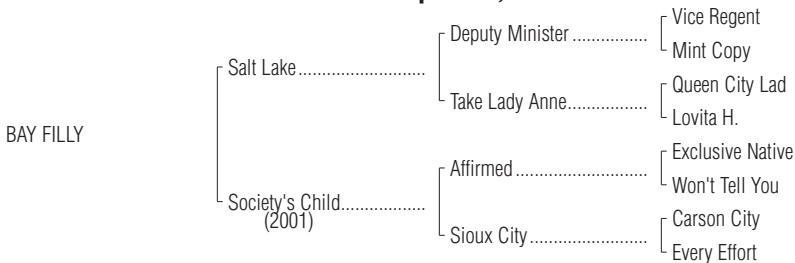 Vice Regent
Deputy Minister ..................
Mint Copy
Salt Lake..............................
Queen City Lad
Take Lady Anne...................
Lovita H.
BAY FILLY
Exclusive Native
Affirmed ...............................
Won't Tell You
Society's Child....................
(2001)
Carson City
Sioux City ............................
Every Effort